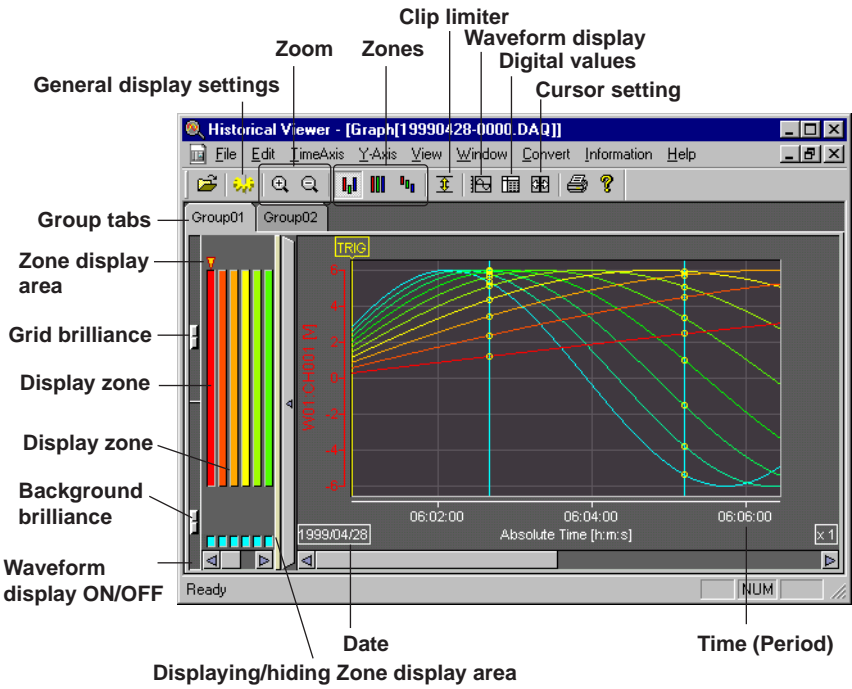 Clip limiter
Waveform display
Zoom
Zones
Digital values
General display settings
Cursor setting
Historical Viewer - [Graph[19990428-0000.DAQ]]
File Edit TimeAxis Y-Axis View Window Convert Information Help
Group tabs
Group01
Group02
TRIG
Zone display
area
Grid brilliance
Display zone
Display zone
Background
brilliance
Waveform
display ON/OFF
W01:CH001 [V]
6
4
2
0
-2
-4
-6
06:02:00
06:04:00
06:06:00
1999/04/28
Absolute Time [h:m:s]
x 1
Ready
NUM
Date
Time (Period)
Displaying/hiding Zone display area